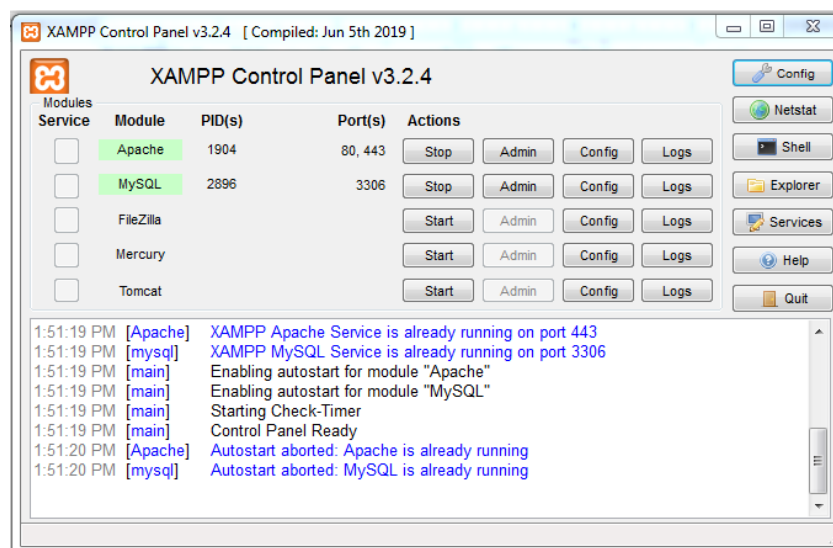 XAMPP Control Panel v3.2.4 [ Compiled: Jun 5th 2019 ]
XAMPP Control Panel v3.2.4
Config
Modules
Netstat
Service Module PID(s) Port(s) Actions
Apache 1904 80, 443 Stop Admin Config Logs
Shell
MySQL 2896 3306 Stop Admin Config Logs
Explorer
FileZilla Start Admin Config Logs
Services
Mercury Start Admin Config Logs
Help
Tomcat Start Admin Config Logs
Quit
1:51:19 PM [Apache] XAMPP Apache Service is already running on port 443
1:51:19 PM [mysql] XAMPP MySQL Service is already running on port 3306
1:51:19 PM [main] Enabling autostart for module "Apache"
1:51:19 PM [main] Enabling autostart for module "MySQL"
1:51:19 PM [main] Starting Check-Timer
1:51:19 PM [main] Control Panel Ready
1:51:20 PM [Apache] Autostart aborted: Apache is already running
1:51:20 PM [mysql] Autostart aborted: MySQL is already running